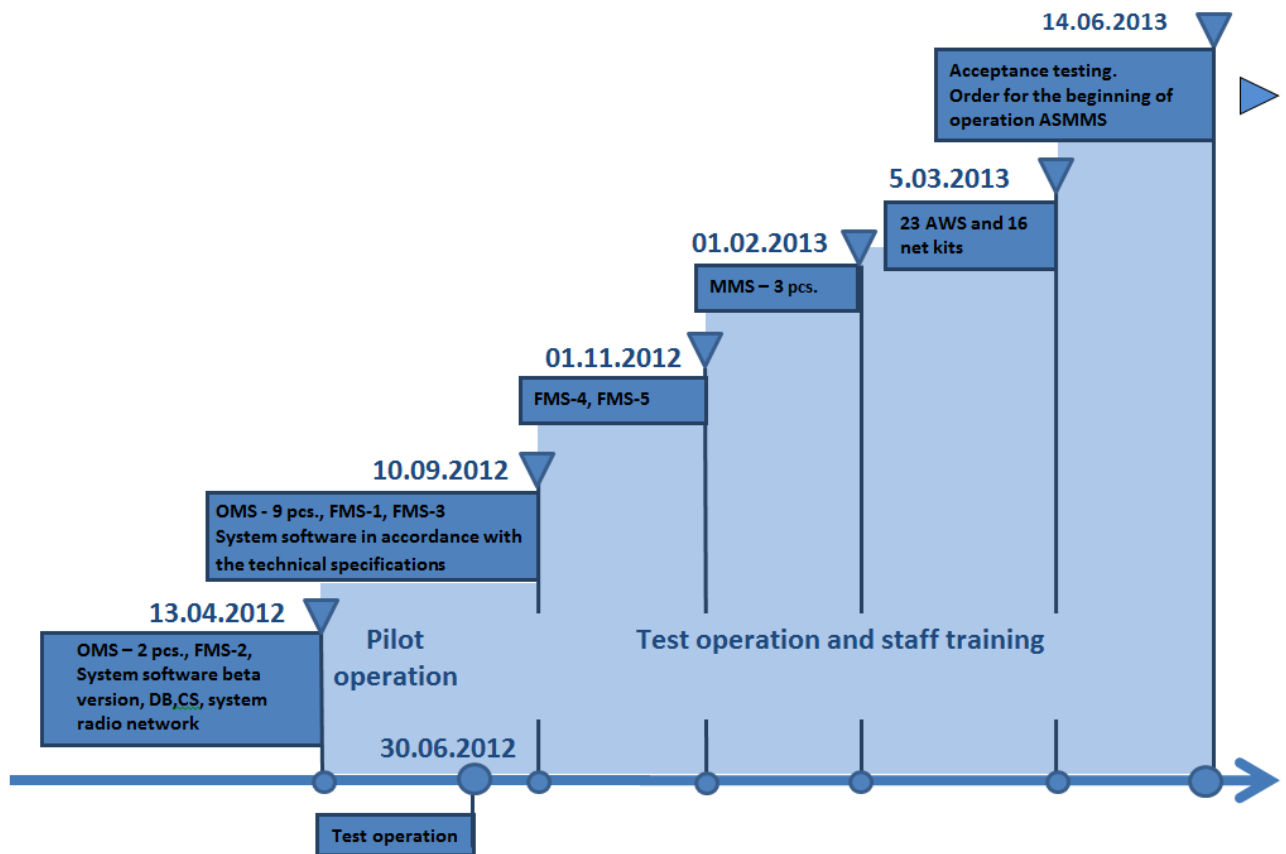 14.06.2013
Acceptance testing.
Order for the beginning of
operation ASMMS
5.03.2013
23 AWS and 16
net kits
01.02.2013
MMS – 3 pcs.
01.11.2012
FMS-4, FMS-5
10.09.2012
OMS - 9 pcs., FMS-1, FMS-3
System software in accordance with
the technical specifications
13.04.2012
OMS – 2 pcs., FMS-2,
System software beta
version, DB,CS, system
radio network
Pilot
operation
Test operation and staff training
30.06.2012
Test operation